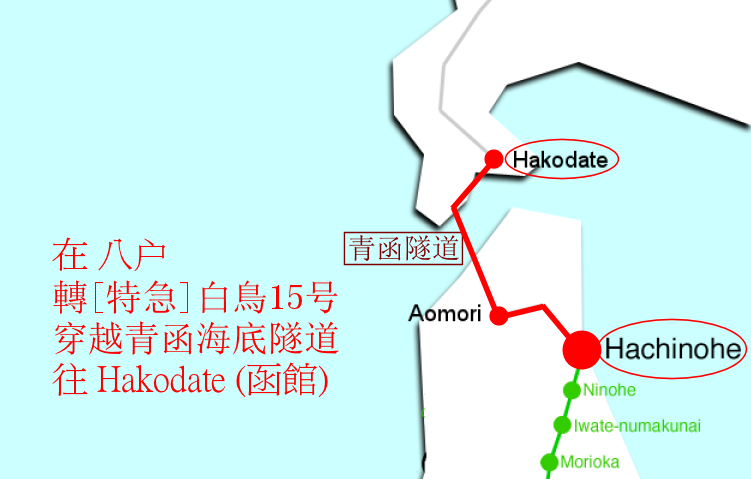 Hakodate
青函隧道
Aomori
Hachinohe
Ninohe
Iwate-numakunai
Morioka
在 八户
轉[特急]白鳥15号
穿越青函海底隧道
往 Hakodate (函館)